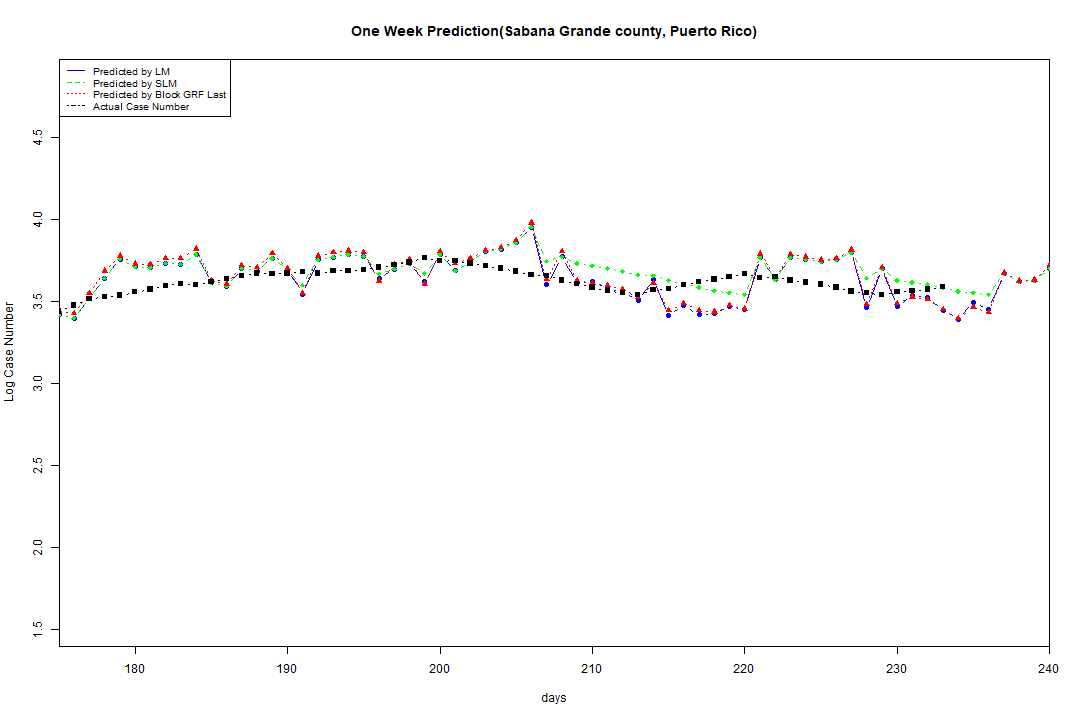 One Week Prediction(Sabana Grande county, Puerto Rico)
Predicted by LM
Predicted by SLM
Predicted by Block GRF Last
Actual Case Number
4.5
4.0
3.5
3.0
2.5
2.0
1.5
Log Case Number
180 190 200 210 220 230 240
days